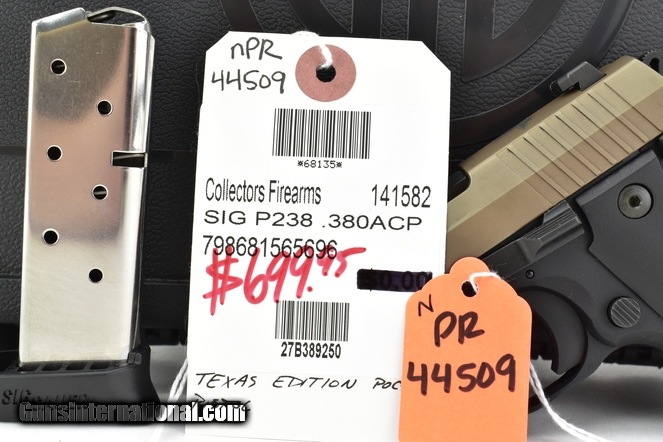 nPR
44509
*68135*
Collectors Firearms 141582
SIG P238 .380ACP
798681565696
$699.95
27B389250
TEXAS EDITION
N
PR
44509
GunsInternational.com